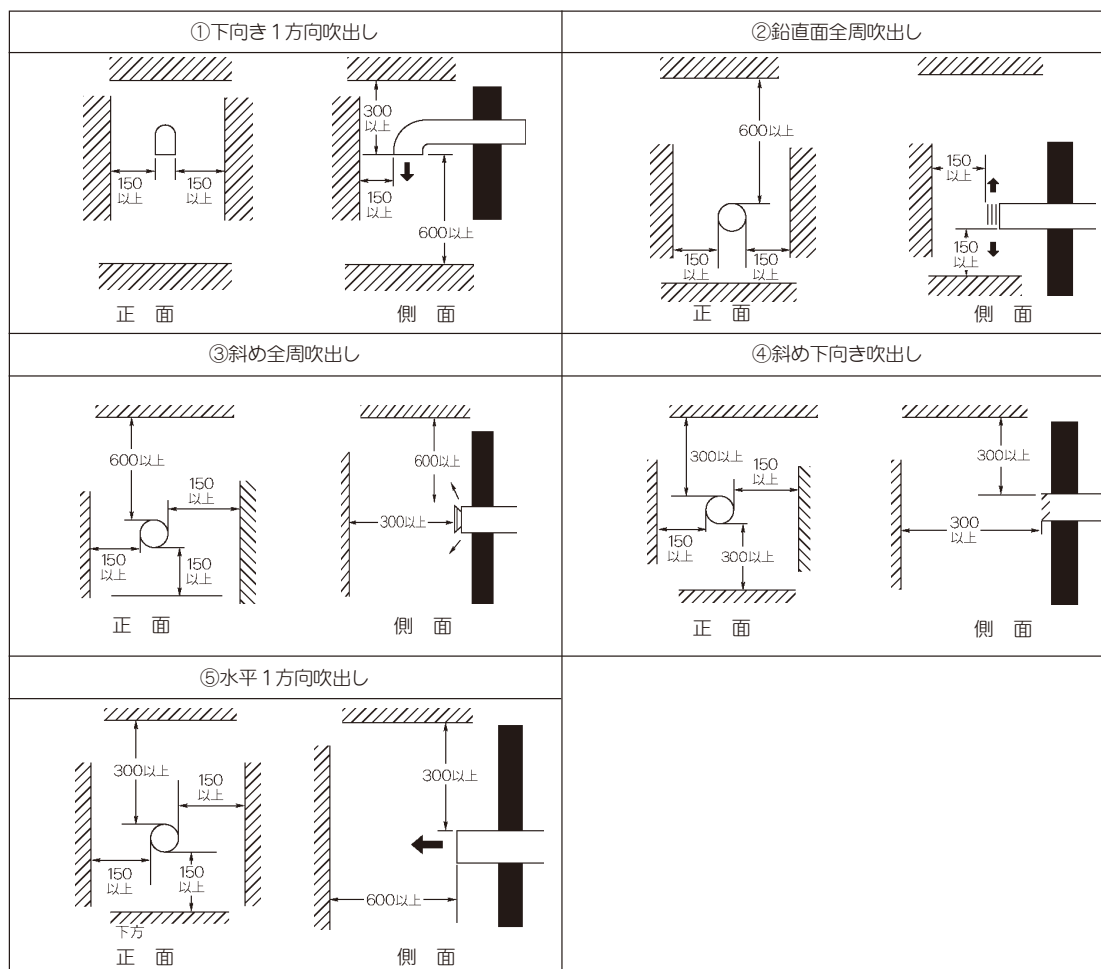 ①下向き1方向吹出し
300
以上
150
以上
150
以上
150
以上
600以上
正 面
側 面
②鉛直面全周吹出し
600以上
150
以上
150
以上
150
以上
150
以上
正 面
側 面
③斜め全周吹出し
600以上
150
以上
150
以上
150
以上
600以上
300以上
正 面
側 面
④斜め下向き吹出し
300以上
150
以上
150
以上
300以上
300以上
300
以上
正 面
側 面
⑤水平1方向吹出し
300以上
150
以上
150
以上
150
以上
下方
300以上
600以上
正 面
側 面